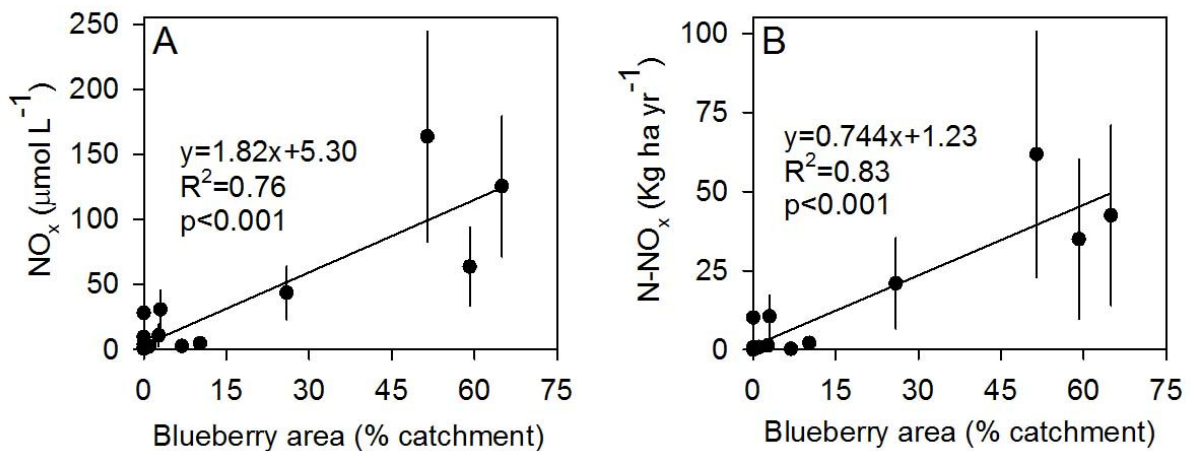 A
NOx (μmol L-1)
250
200
150
100
50
0
y=1.82x+5.30
R2=0.76
p<0.001
0 15 30 45 60 75
Blueberry area (% catchment)
B
N-NOx (Kg ha yr-1)
100
75
50
25
0
y=0.744x+1.23
R2=0.83
p<0.001
0 15 30 45 60 75
Blueberry area (% catchment)